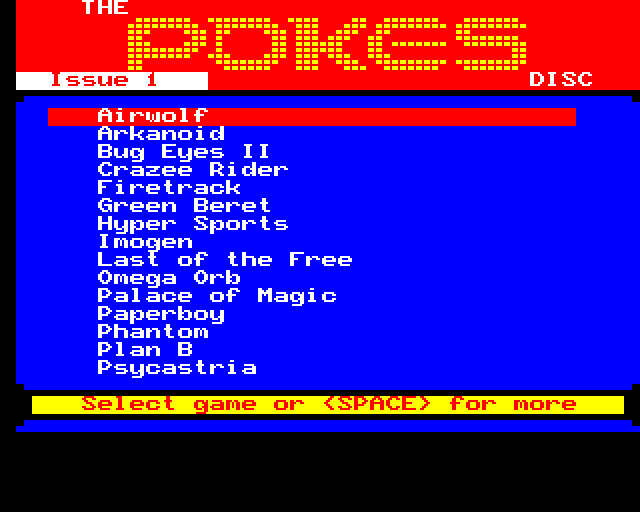 THE
POKES
Issue 1
DISC
Airwolf
Arkanoid
Bug Eyes II
Crazee Rider
Firetrack
Green Beret
Hyper Sports
Imogen
Last of the Free
Omega Orb
Palace of Magic
Paperboy
Phantom
Plan B
Psycastria
Select game or <SPACE> for more